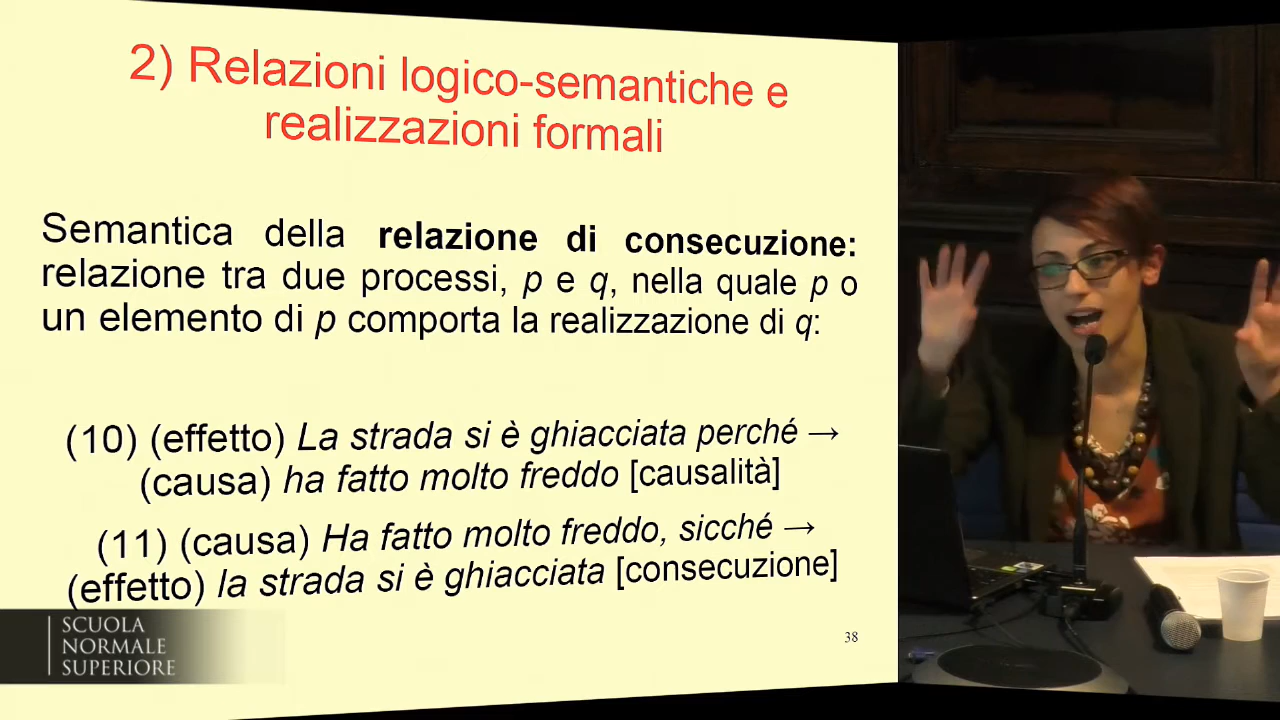 2) Relazioni logico-semantiche e
realizzazioni formali
Semantica della relazione di consecuzione:
relazione tra due processi, p e q, nella quale p o
un elemento di p comporta la realizzazione di q:
(10) (effetto) La strada si è ghiacciata perché →
(causa) ha fatto molto freddo [causalità]
(11) (causa) Ha fatto molto freddo, sicché →
(effetto) la strada si è ghiacciata [consecuzione]
38
SCUOLA
NORMALE
SUPERIORE